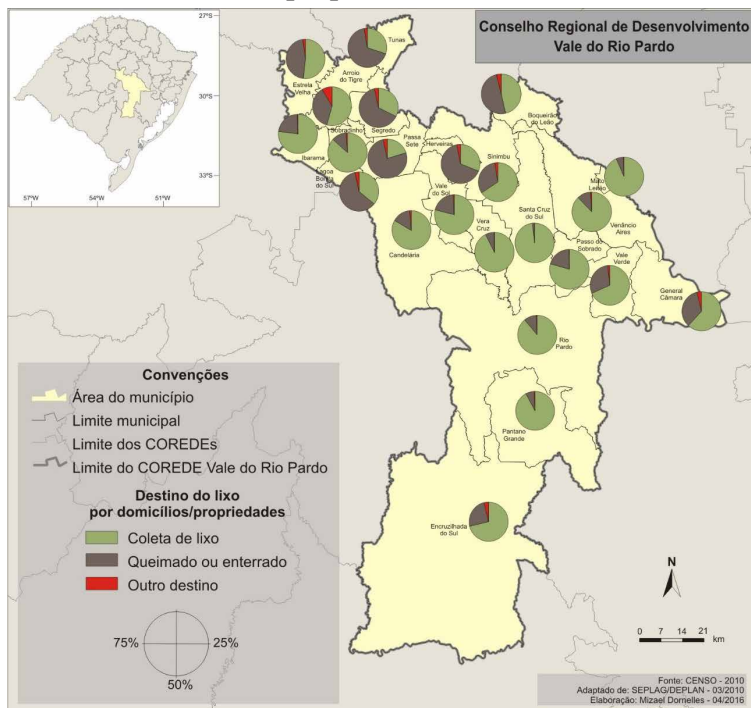 Conselho Regional de Desenvolvimento
Vale do Rio Pardo
27°S
30°S
33°S
57°W
54°W
51°W
Tunas
Arroio do
Tigre
Estrela
Velha
Boqueirão
do Leão
Sobradinho
Segredo
Passa
Sete
Herveiras
Sinimbu
Ibarama
Lagoa
Bonita
do Sul
Mato
Leitão
Vale
do Sol
Santa Cruz
do Sul
Venâncio
Aires
Vera
Cruz
Candelária
Passo do
Sobrado
Vale
Verde
General
Câmara
Rio
Pardo
Pantano
Grande
Encruzilhada
do Sul
Convenções
Área do município
Limite municipal
Limite dos COREDEs
Limite do COREDE Vale do Rio Pardo
Destino do lixo
por domicílios/propriedades
Coleta de lixo
Queimado ou enterrado
Outro destino
75%
25%
50%
N
0 7 14 21
km
Fonte: CENSO - 2010
Adaptado de: SEPLAG/DEPLAN - 03/2010
Elaboração: Mizael Dornelles - 04/2016